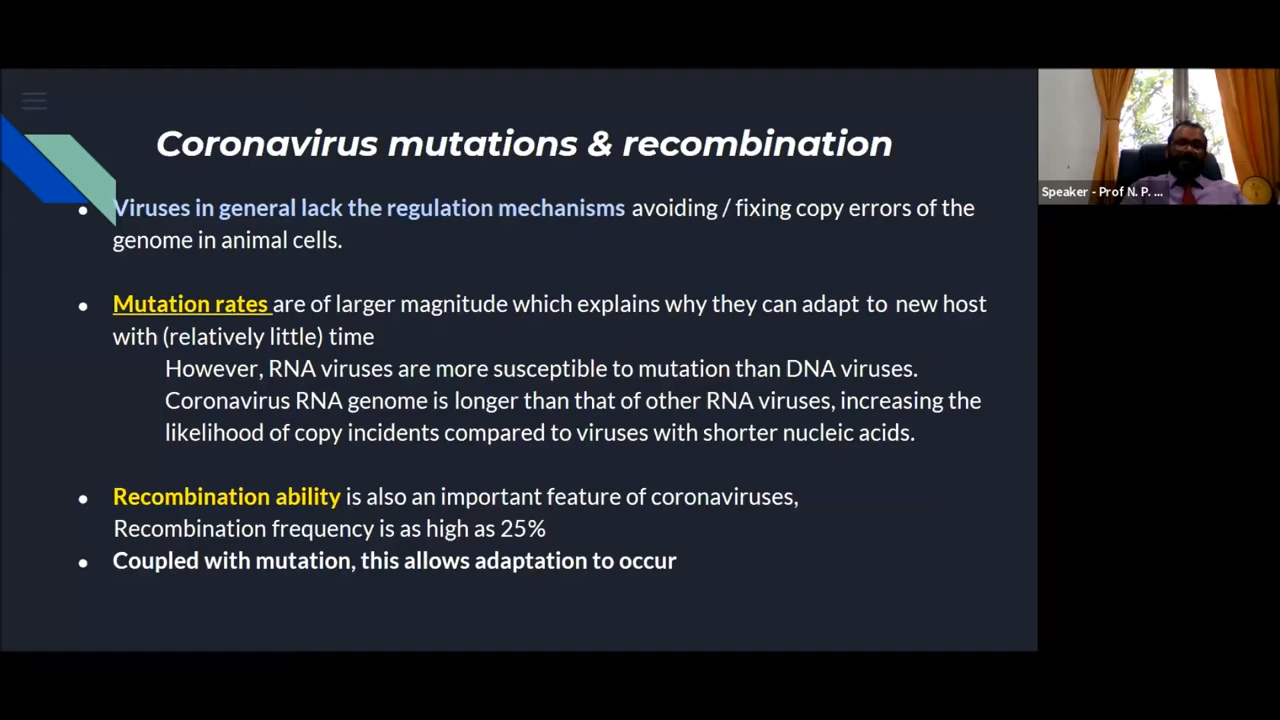 Coronavirus mutations & recombination
Viruses in general lack the regulation mechanisms avoiding / fixing copy errors of the
genome in animal cells.
Mutation rates are of larger magnitude which explains why they can adapt to new host
with (relatively little) time
However, RNA viruses are more susceptible to mutation than DNA viruses.
Coronavirus RNA genome is longer than that of other RNA viruses, increasing the
likelihood of copy incidents compared to viruses with shorter nucleic acids.
Recombination ability is also an important feature of coronaviruses,
Recombination frequency is as high as 25%
Coupled with mutation, this allows adaptation to occur
Speaker - Prof N. P. ...